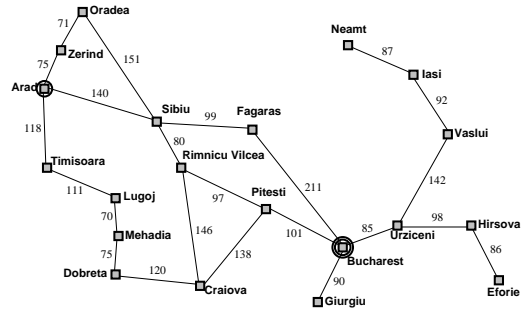 Oradea
71
Neamt
Zerind
87
151
75
Iasi
Arad
140
92
Sibiu
Fagaras
99
118
Vaslui
80
Timisoara
Rimnicu Vilcea
142
111
211
Lugoj
97
Pitesti
70
98
Hirsova
146
101
85
Urziceni
Mehadia
138
86
75
Bucharest
120
90
Dobreta
Craiova
Eforie
Giurgiu